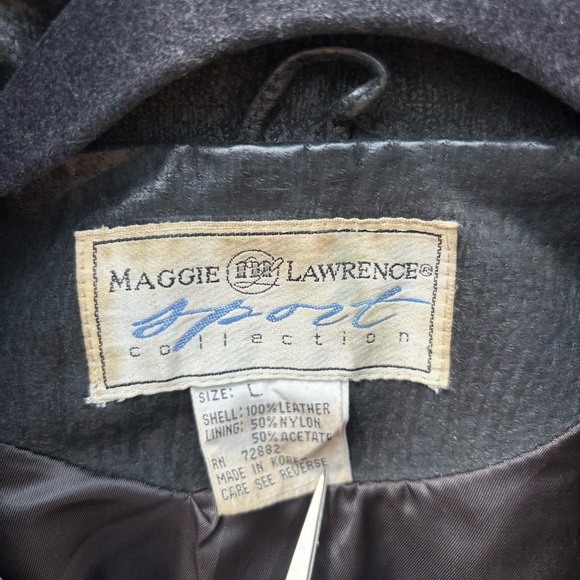 MAGGIE LAWRENCE®
sport
collection
SIZE: L
SHELL: 100% LEATHER
LINING: 50% NYLON
50% ACETATE
RN 72882
MADE IN KOREA
CARE SEE REVERSE